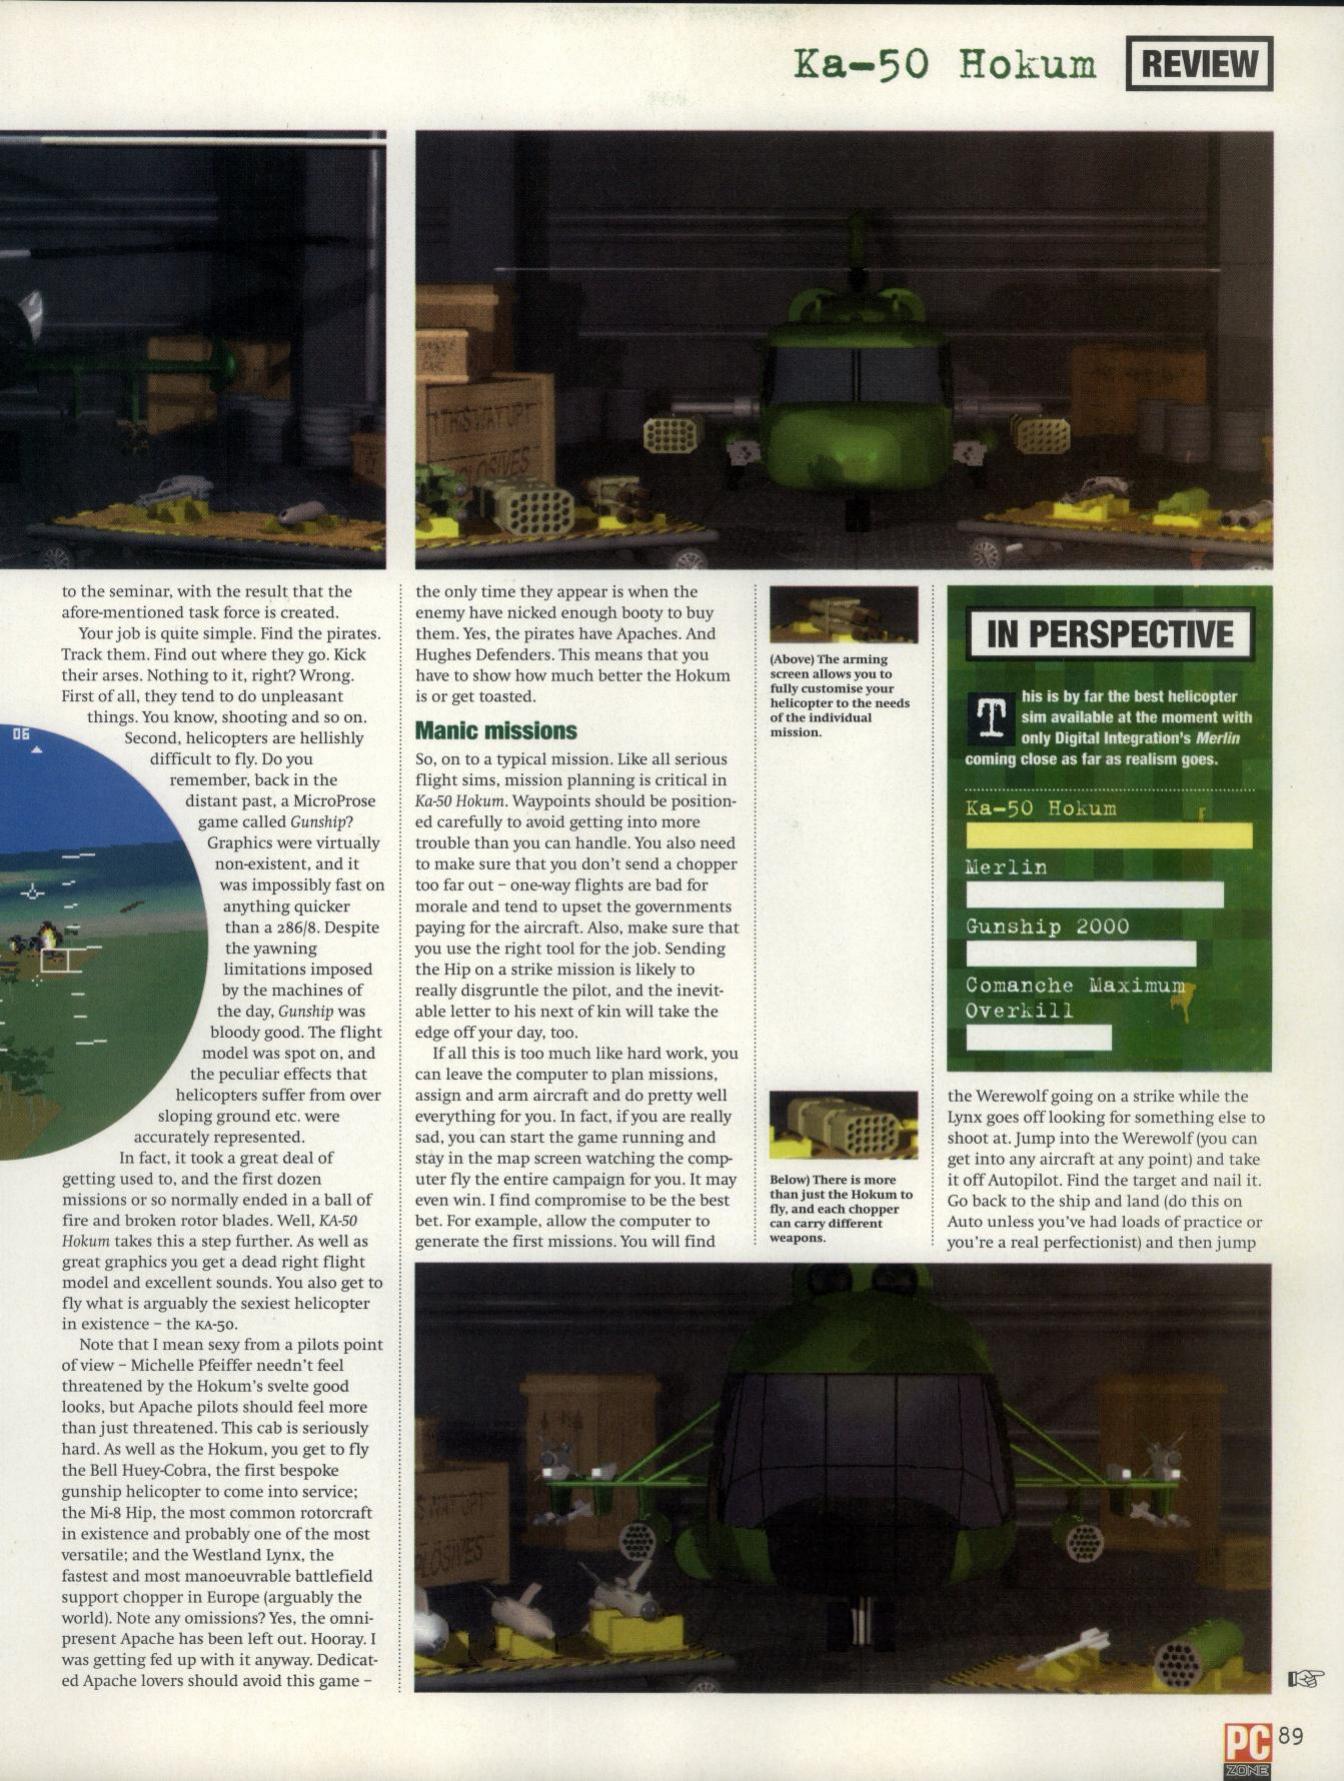 Ka-50 Hokum REVIEW
to the seminar, with the result that the
afore-mentioned task force is created.
Your job is quite simple. Find the pirates.
Track them. Find out where they go. Kick
their arses. Nothing to it, right? Wrong.
First of all, they tend to do unpleasant
things. You know, shooting and so on.
Second, helicopters are hellishly
difficult to fly. Do you
remember, back in the
distant past, a MicroProse
game called Gunship?
Graphics were virtually
non-existent, and it
was impossibly fast on
anything quicker
than a 286/8. Despite
the yawning
limitations imposed
by the machines of
the day, Gunship was
bloody good. The flight
model was spot on, and
the peculiar effects that
helicopters suffer from over
sloping ground etc. were
accurately represented.
In fact, it took a great deal of
getting used to, and the first dozen
missions or so normally ended in a ball of
fire and broken rotor blades. Well, KA-50
Hokum takes this a step further. As well as
great graphics you get a dead right flight
model and excellent sounds. You also get to
fly what is arguably the sexiest helicopter
in existence – the KA-50.
Note that I mean sexy from a pilots point
of view – Michelle Pfeiffer needn't feel
threatened by the Hokum's svelte good
looks, but Apache pilots should feel more
than just threatened. This cab is seriously
hard. As well as the Hokum, you get to fly
the Bell Huey-Cobra, the first bespoke
gunship helicopter to come into service;
the Mi-8 Hip, the most common rotorcraft
in existence and probably one of the most
versatile; and the Westland Lynx, the
fastest and most manoeuvrable battlefield
support chopper in Europe (arguably the
world). Note any omissions? Yes, the omni-
present Apache has been left out. Hooray. I
was getting fed up with it anyway. Dedicat-
ed Apache lovers should avoid this game –
06
the only time they appear is when the
enemy have nicked enough booty to buy
them. Yes, the pirates have Apaches. And
Hughes Defenders. This means that you
have to show how much better the Hokum
is or get toasted.
Manic missions
So, on to a typical mission. Like all serious
flight sims, mission planning is critical in
Ka-50 Hokum. Waypoints should be position-
ed carefully to avoid getting into more
trouble than you can handle. You also need
to make sure that you don't send a chopper
too far out – one-way flights are bad for
morale and tend to upset the governments
paying for the aircraft. Also, make sure that
you use the right tool for the job. Sending
the Hip on a strike mission is likely to
really disgruntle the pilot, and the inevit-
able letter to his next of kin will take the
edge off your day, too.
If all this is too much like hard work, you
can leave the computer to plan missions,
assign and arm aircraft and do pretty well
everything for you. In fact, if you are really
sad, you can start the game running and
stay in the map screen watching the comp-
uter fly the entire campaign for you. It may
even win. I find compromise to be the best
bet. For example, allow the computer to
generate the first missions. You will find
(Above) The arming
screen allows you to
fully customise your
helicopter to the needs
of the individual
mission.
Below) There is more
than just the Hokum to
fly, and each chopper
can carry different
weapons.
IN PERSPECTIVE
This is by far the best helicopter
sim available at the moment with
only Digital Integration's Merlin
coming close as far as realism goes.
Ka-50 Hokum
Merlin
Gunship 2000
Comanche Maximum
Overkill
the Werewolf going on a strike while the
Lynx goes off looking for something else to
shoot at. Jump into the Werewolf (you can
get into any aircraft at any point) and take
it off Autopilot. Find the target and nail it.
Go back to the ship and land (do this on
Auto unless you've had loads of practice or
you're a real perfectionist) and then jump
THIS WAY UP
EXPLOSIVES
PC
ZONE
89